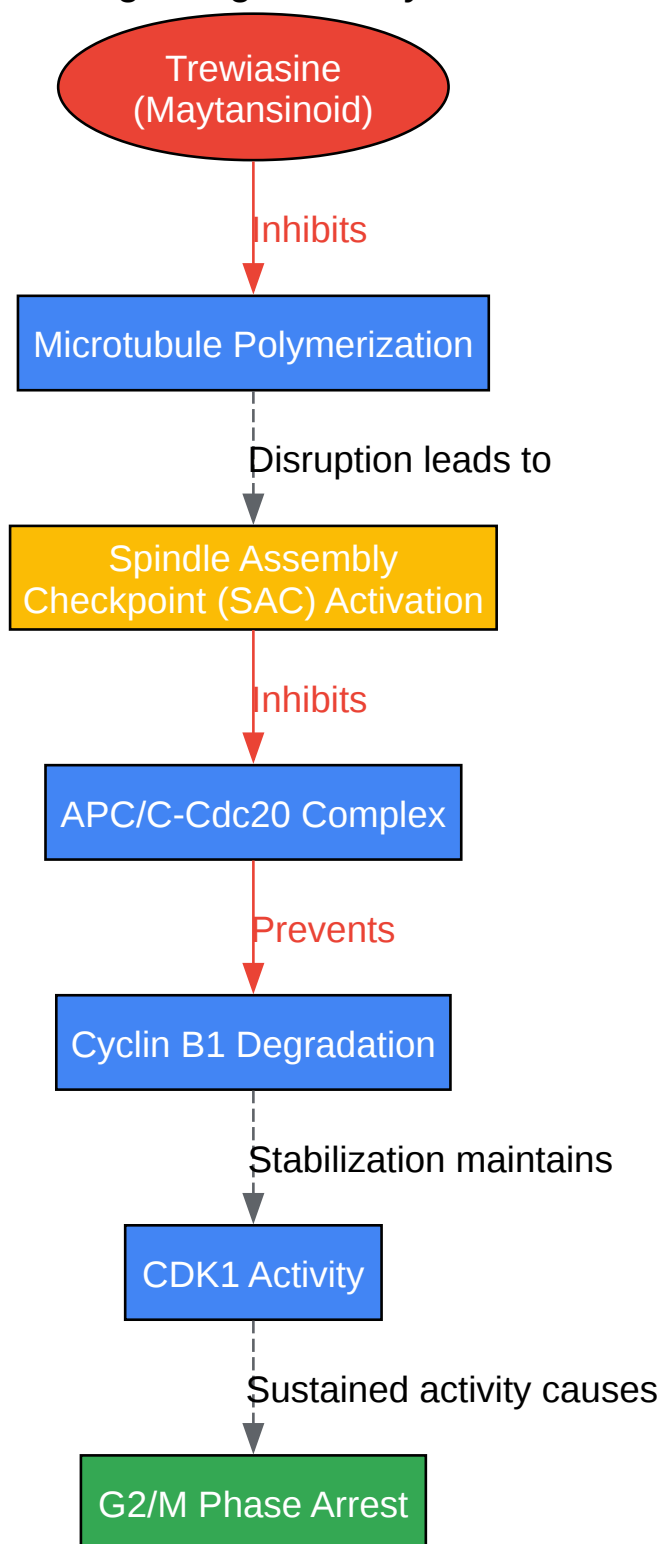 Trewiasine
(Maytansinoid)
Inhibits
Microtubule Polymerization
Disruption leads to
Spindle Assembly
Checkpoint (SAC) Activation
Inhibits
APC/C-Cdc20 Complex
Prevents
Cyclin B1 Degradation
Stabilization maintains
CDK1 Activity
Sustained activity causes
G2/M Phase Arrest